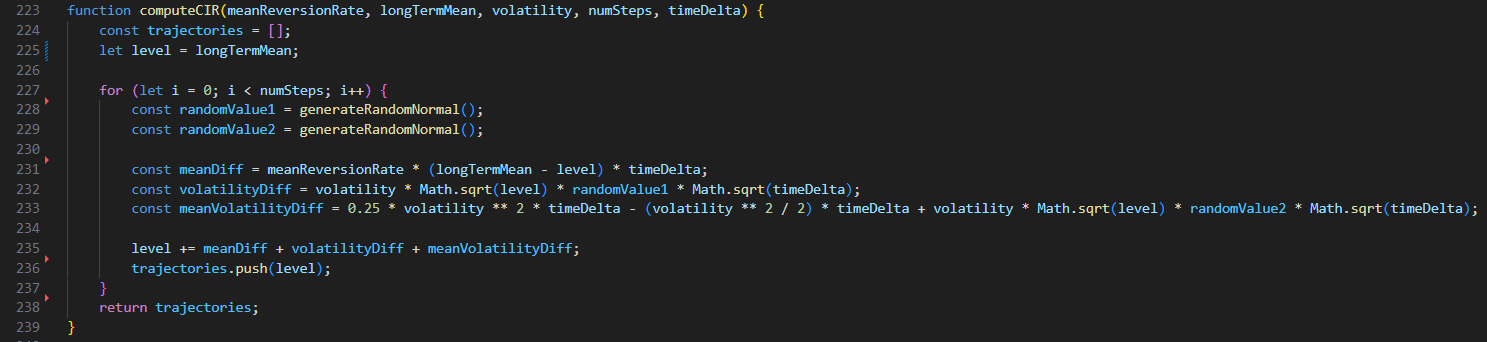 223 function computeCIR(meanReversionRate, longTermMean, volatility, numSteps, timeDelta) {
224     const trajectories = [];
225     let level = longTermMean;
226
227     for (let i = 0; i < numSteps; i++) {
228         const randomValue1 = generateRandomNormal();
229         const randomValue2 = generateRandomNormal();
230
231         const meanDiff = meanReversionRate * (longTermMean - level) * timeDelta;
232         const volatilityDiff = volatility * Math.sqrt(level) * randomValue1 * Math.sqrt(timeDelta);
233         const meanVolatilityDiff = 0.25 * volatility ** 2 * timeDelta - (volatility ** 2 / 2) * timeDelta + volatility * Math.sqrt(level) * randomValue2 * Math.sqrt(timeDelta);
234
235         level += meanDiff + volatilityDiff + meanVolatilityDiff;
236         trajectories.push(level);
237     }
238     return trajectories;
239 }